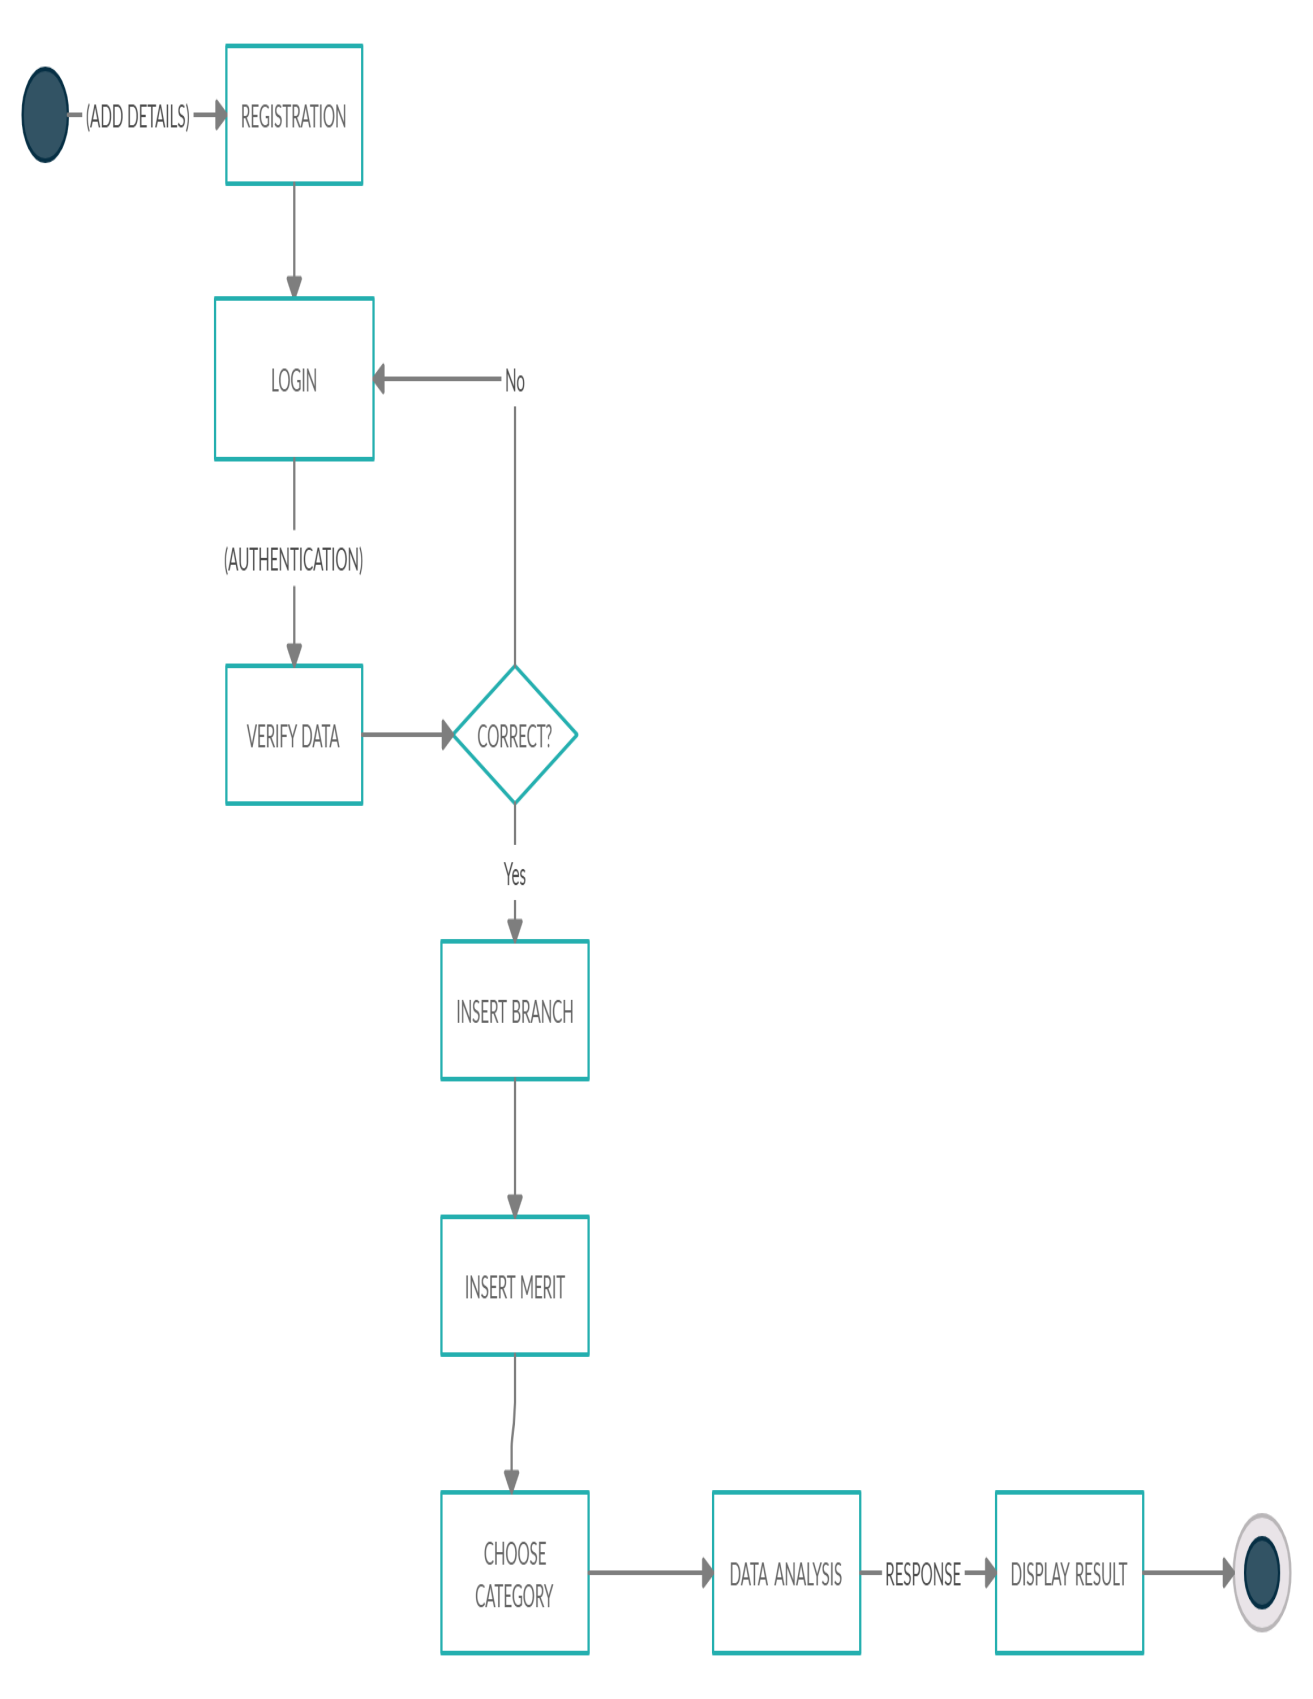 (ADD DETAILS)
REGISTRATION
LOGIN
No
(AUTHENTICATION)
VERIFY DATA
CORRECT?
Yes
INSERT BRANCH
INSERT MERIT
CHOOSE
CATEGORY
DATA ANALYSIS
RESPONSE
DISPLAY RESULT